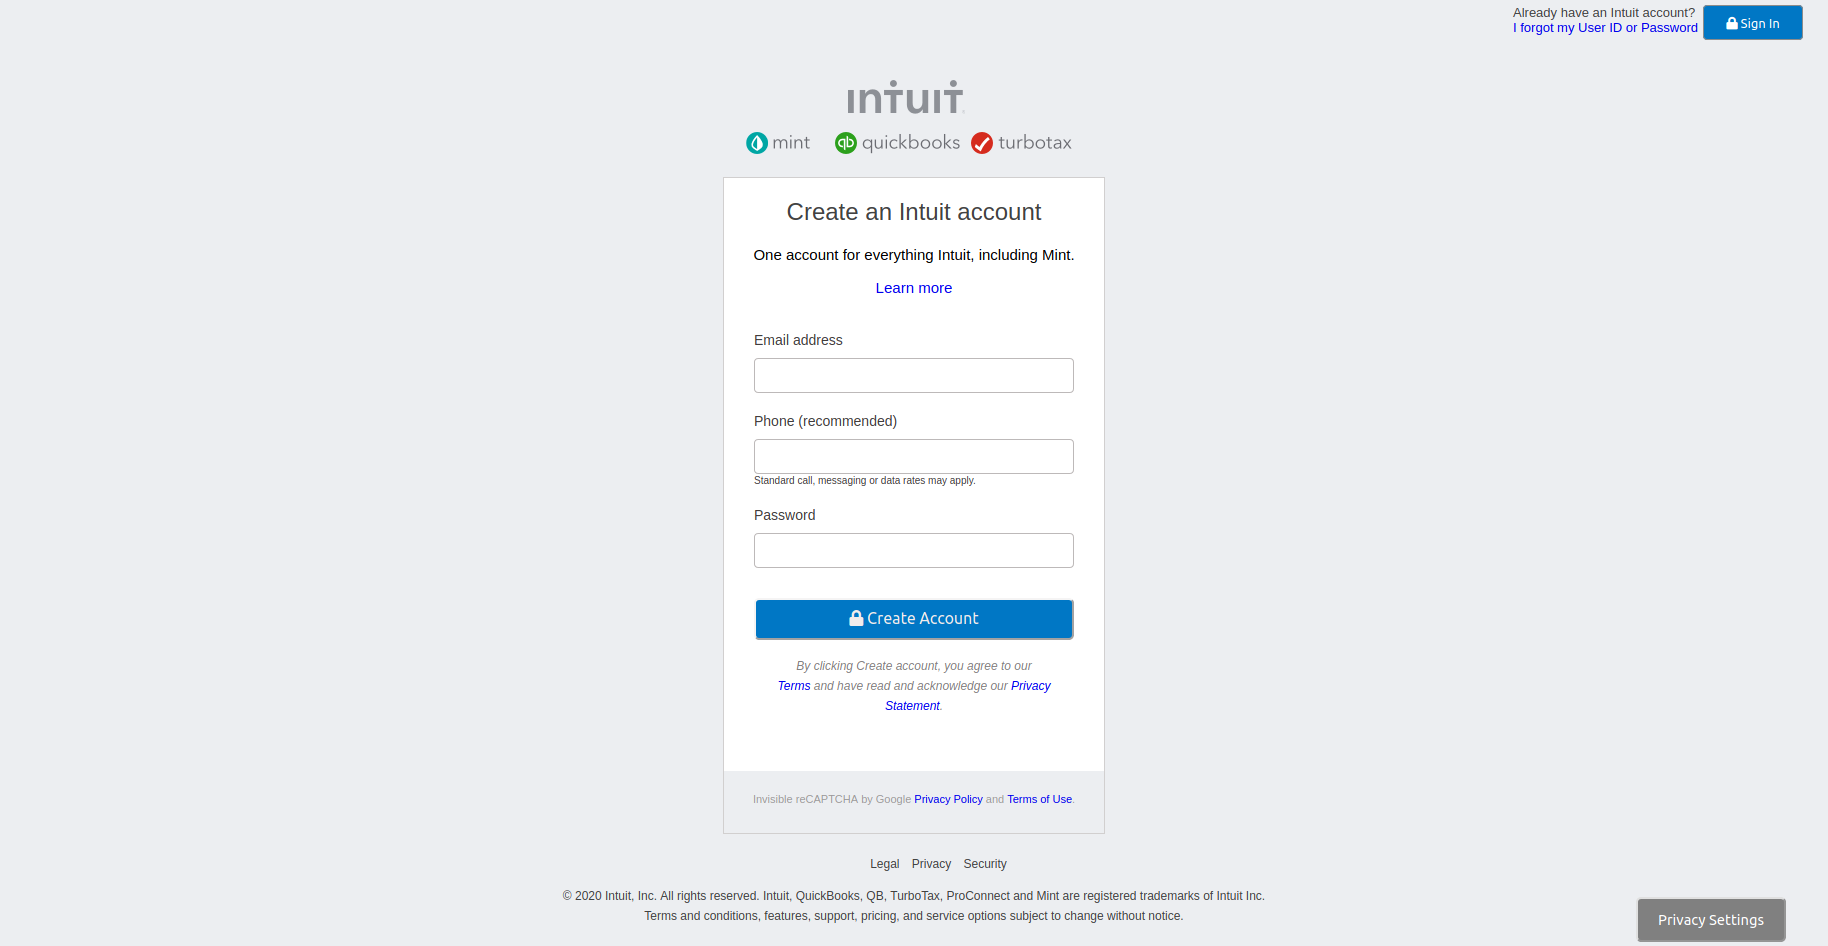 Already have an Intuit account?
I forgot my User ID or Password
Sign In
intuit
mint quickbooks turbotax
Create an Intuit account
One account for everything Intuit, including Mint.
Learn more
Email address
Phone (recommended)
Standard call, messaging or data rates may apply.
Password
Create Account
By clicking Create account, you agree to our
Terms and have read and acknowledge our Privacy
Statement.
Invisible reCAPTCHA by Google Privacy Policy and Terms of Use.
Legal Privacy Security
© 2020 Intuit, Inc. All rights reserved. Intuit, QuickBooks, QB, TurboTax, ProConnect and Mint are registered trademarks of Intuit Inc.
Terms and conditions, features, support, pricing, and service options subject to change without notice.
Privacy Settings